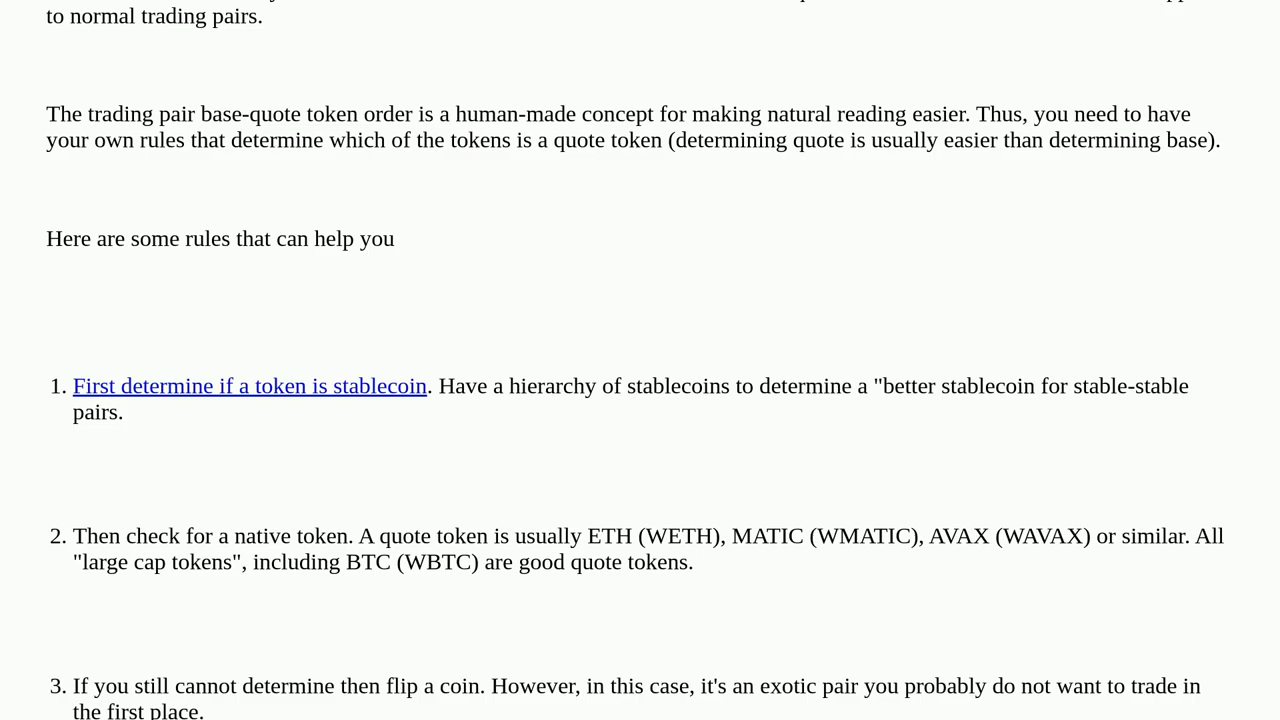 to normal trading pairs.
The trading pair base-quote token order is a human-made concept for making natural reading easier. Thus, you need to have
your own rules that determine which of the tokens is a quote token (determining quote is usually easier than determining base).
Here are some rules that can help you
1. First determine if a token is stablecoin. Have a hierarchy of stablecoins to determine a "better stablecoin for stable-stable
pairs.
2. Then check for a native token. A quote token is usually ETH (WETH), MATIC (WMATIC), AVAX (WAVAX) or similar. All
"large cap tokens", including BTC (WBTC) are good quote tokens.
3. If you still cannot determine then flip a coin. However, in this case, it's an exotic pair you probably do not want to trade in
the first place.